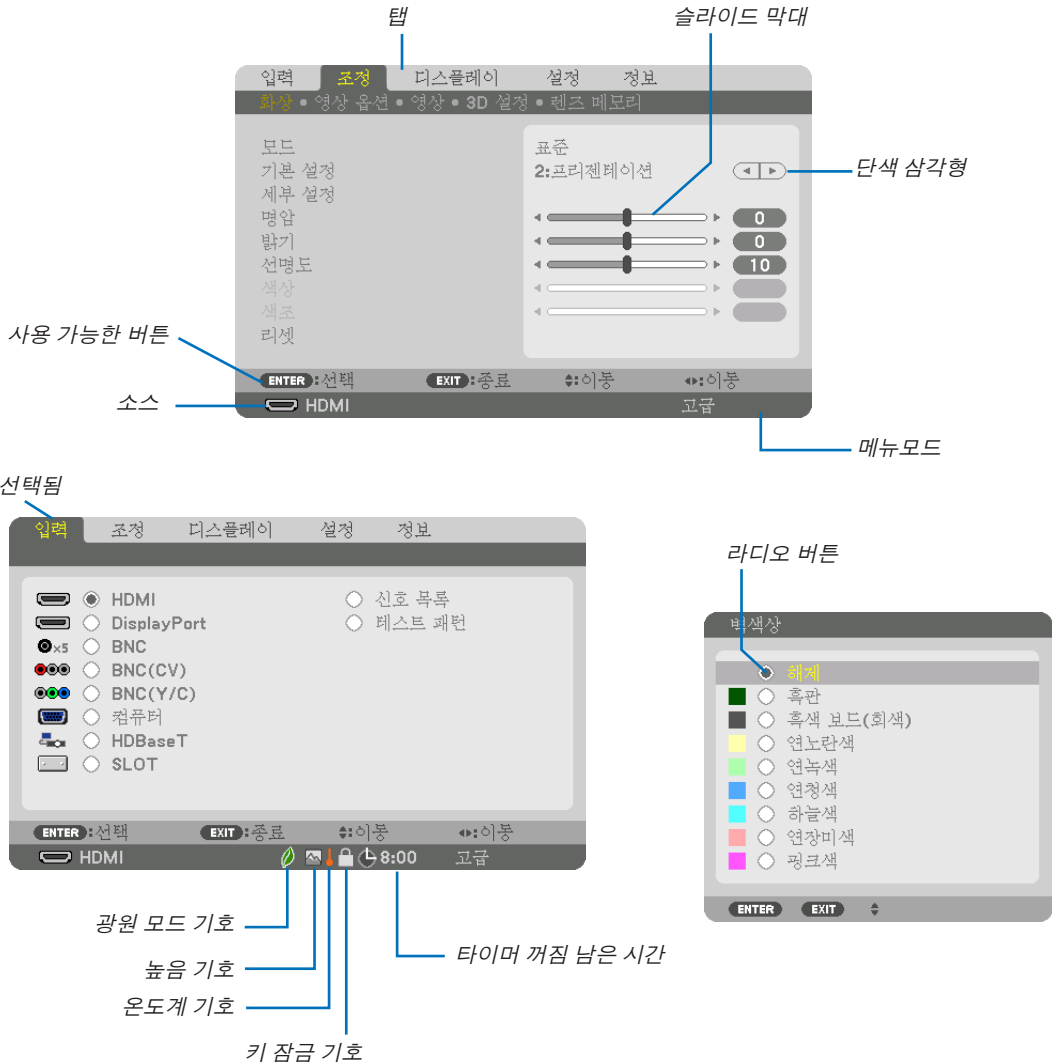 탭
슬라이드 막대
입력 조정 디스플레이 설정 정보
화상 • 영상 옵션 • 영상 • 3D 설정 • 렌즈 메모리
모드 표준
기본 설정 2:프리젠테이션
단색 삼각형
세부 설정
명암 0
밝기 0
선명도 10
색상
색조
리셋
사용 가능한 버튼
ENTER :선택 EXIT :종료 :이동 :이동
소스
HDMI 고급
메뉴모드
선택됨
입력 조정 디스플레이 설정 정보
HDMI 신호 목록
DisplayPort 테스트 패턴
×5 BNC
BNC(CV)
BNC(Y/C)
컴퓨터
HDBaseT
SLOT
ENTER :선택 EXIT :종료 :이동 :이동
HDMI 8:00 고급
광원 모드 기호
높음 기호
온도계 기호
키 잠금 기호
타이머 꺼짐 남은 시간
라디오 버튼
벽색상
해제
흑판
흑색 보드(회색)
연노란색
연녹색
연청색
하늘색
연장미색
핑크색
ENTER EXIT